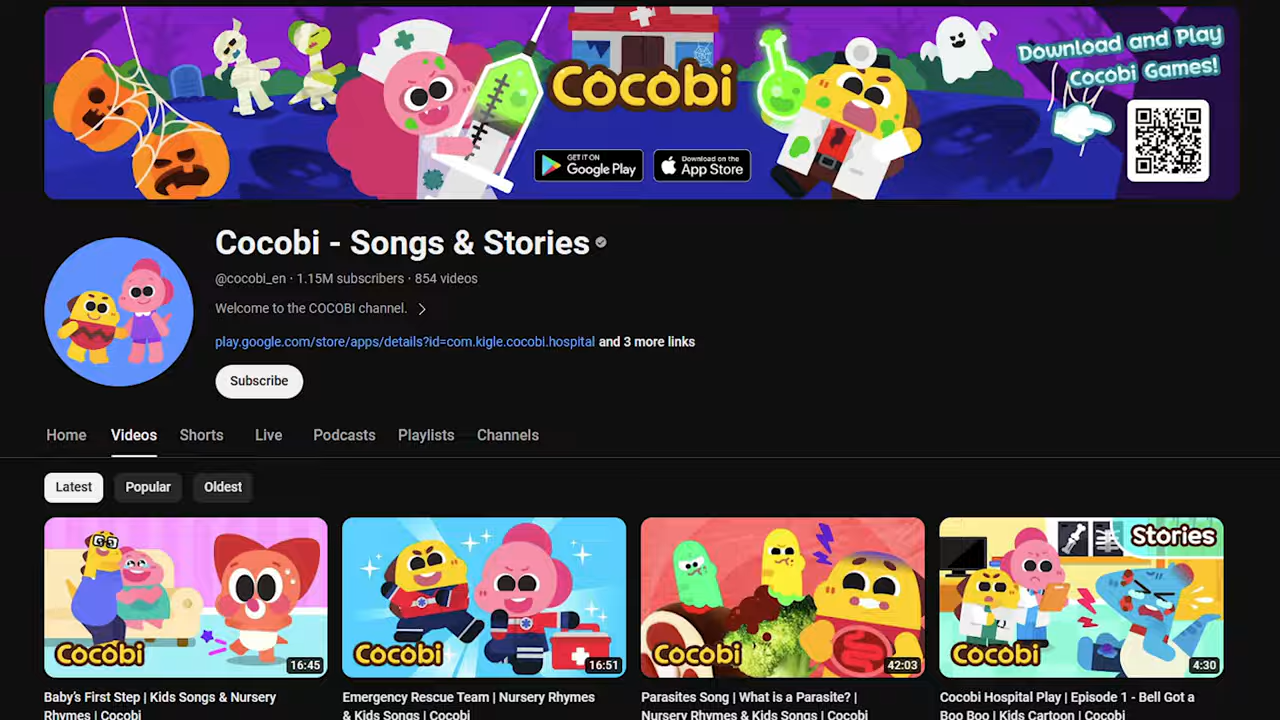 Download and Play
Cocobi Games!
Cocobi
GET IT ON
Google Play
Download on the
App Store
Cocobi - Songs & Stories
@cocobi_en · 1.15M subscribers · 854 videos
Welcome to the COCOBI channel.
play.google.com/store/apps/details?id=com.kigle.cocobi.hospital and 3 more links
Subscribe
Home Videos Shorts Live Podcasts Playlists Channels
Latest Popular Oldest
Stories
Cocobi 16:45 Cocobi 16:51 Cocobi 42:03 Cocobi 4:30
Baby's First Step | Kids Songs & Nursery
Rhymes | Cocobi
Emergency Rescue Team | Nursery Rhymes
& Kids Songs | Cocobi
Parasites Song | What is a Parasite? |
Nursery Rhymes & Kids Songs | Cocobi
Cocobi Hospital Play | Episode 1 - Bell Got a
Boo Boo | Kids Cartoon | Cocobi